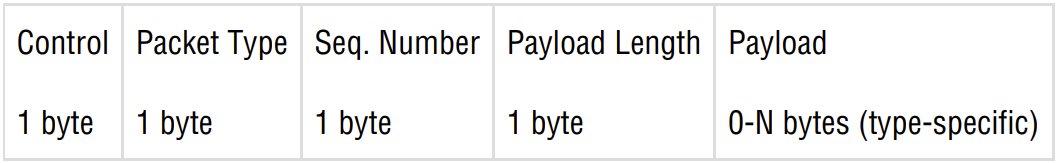 Control Packet Type Seq. Number Payload Length Payload
1 byte 1 byte 1 byte 1 byte 0-N bytes (type-specific)